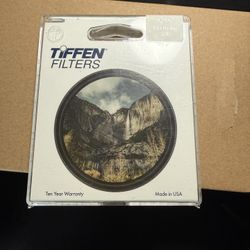 TIFFEN
FILTERS
Ten Year Warranty
Made in USA